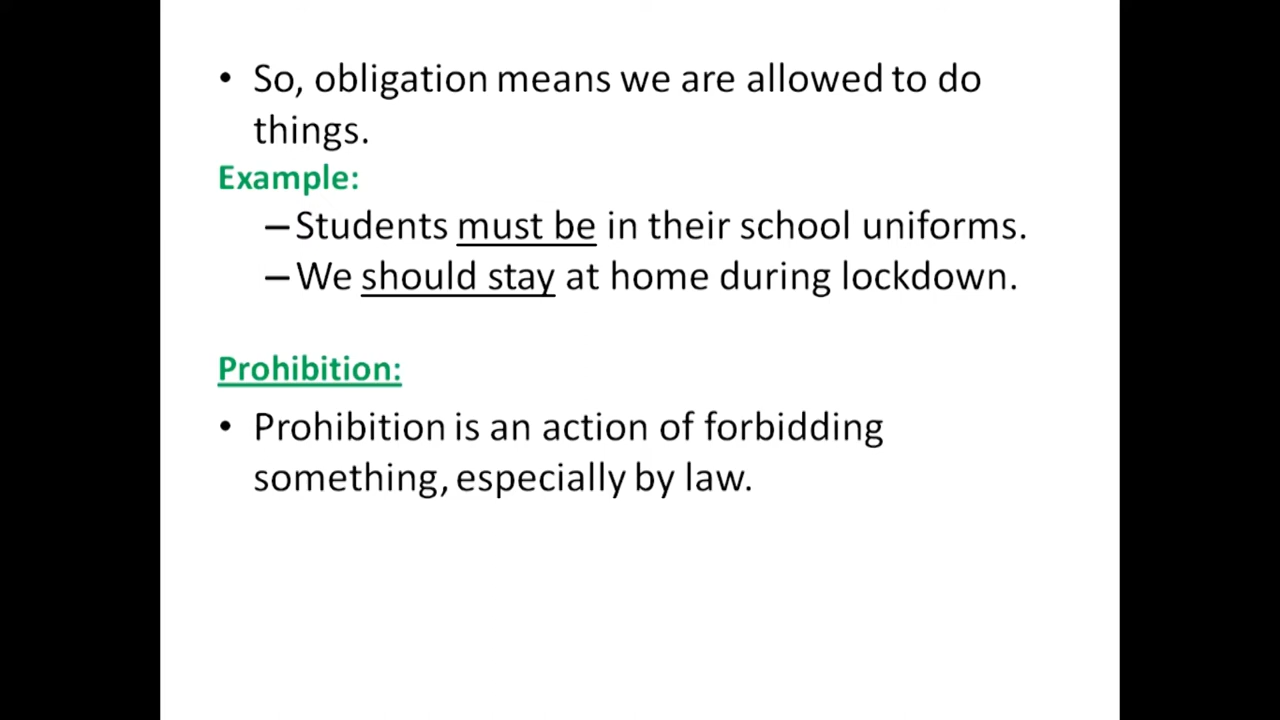 • So, obligation means we are allowed to do
things.
Example:
– Students must be in their school uniforms.
– We should stay at home during lockdown.
Prohibition:
• Prohibition is an action of forbidding
something, especially by law.